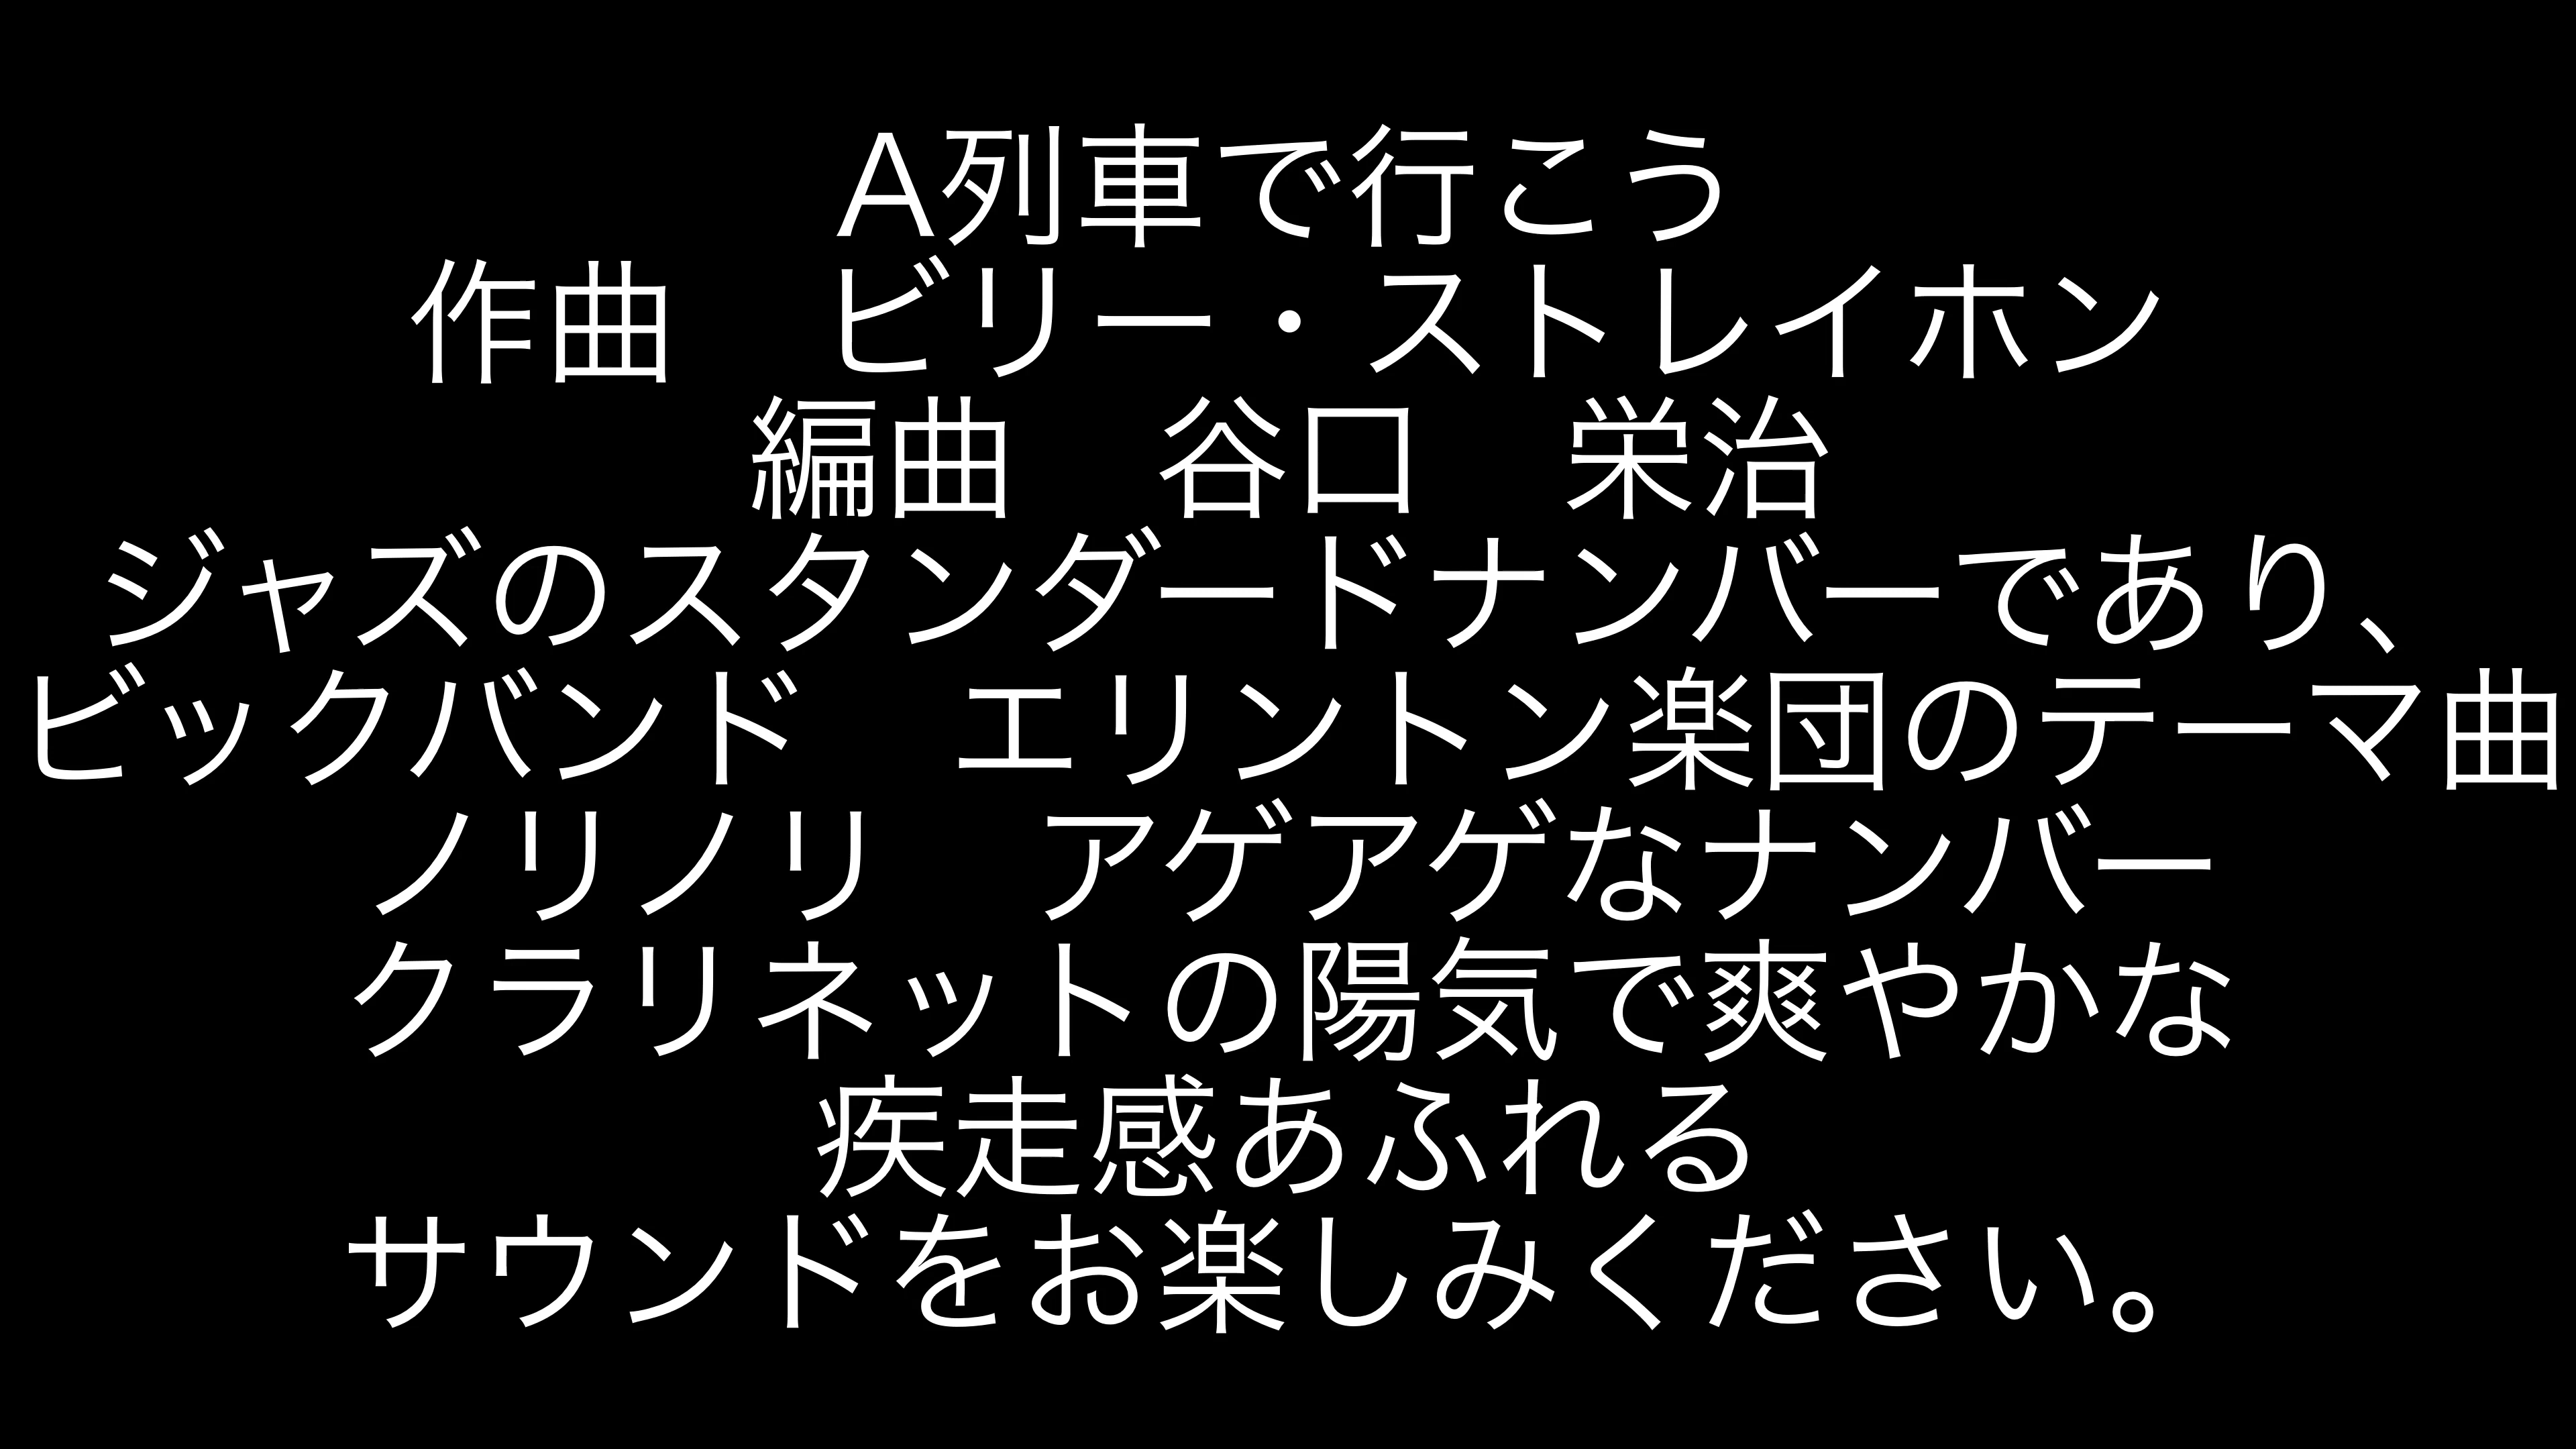 A列車で行こう
作曲　ビリー・ストレイホン
編曲　谷口　栄治
ジャズのスタンダードナンバーであり、
ビックバンド　エリントン楽団のテーマ曲
ノリノリ　アゲアゲなナンバー
クラリネットの陽気で爽やかな
疾走感あふれる
サウンドをお楽しみください。